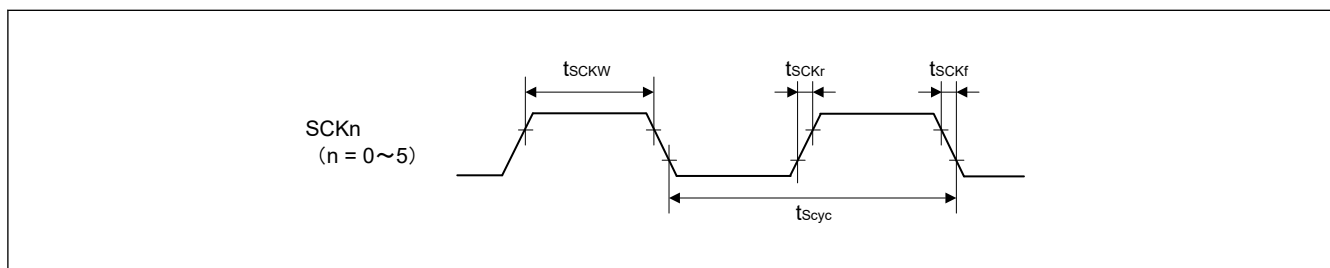 tSCKW
tSCKr
tSCKf
SCKn
（n = 0～5）
tScyc